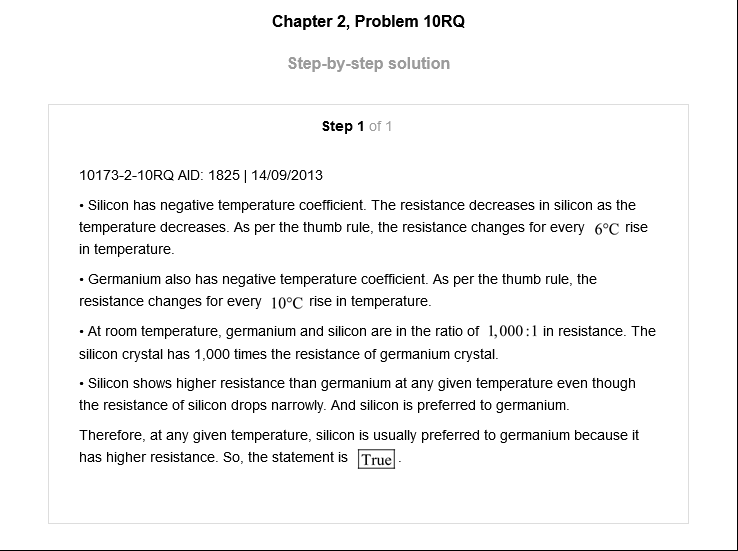 Chapter 2, Problem 10RQ
Step-by-step solution
Step 1 of 1
10173-2-10RQ AID: 1825 | 14/09/2013
• Silicon has negative temperature coefficient. The resistance decreases in silicon as the
temperature decreases. As per the thumb rule, the resistance changes for every 6°C rise
in temperature.
• Germanium also has negative temperature coefficient. As per the thumb rule, the
resistance changes for every 10°C rise in temperature.
• At room temperature, germanium and silicon are in the ratio of 1,000:1 in resistance. The
silicon crystal has 1,000 times the resistance of germanium crystal.
• Silicon shows higher resistance than germanium at any given temperature even though
the resistance of silicon drops narrowly. And silicon is preferred to germanium.
Therefore, at any given temperature, silicon is usually preferred to germanium because it
has higher resistance. So, the statement is True.